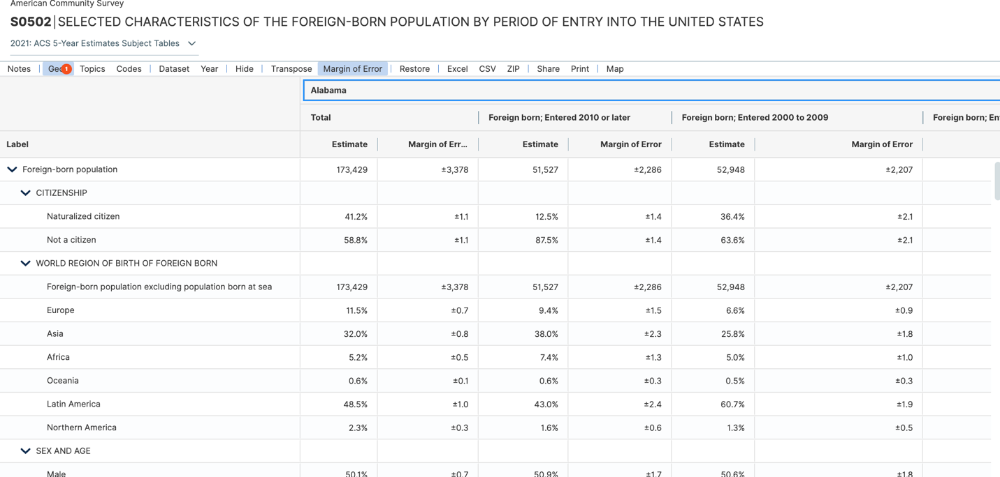 American Community Survey
S0502 | SELECTED CHARACTERISTICS OF THE FOREIGN-BORN POPULATION BY PERIOD OF ENTRY INTO THE UNITED STATES
2021: ACS 5-Year Estimates Subject Tables
Notes | Geo 1 Topics Codes | Dataset Year | Hide | Transpose Margin of Error | Restore | Excel CSV ZIP | Share Print | Map
Alabama
Total Foreign born; Entered 2010 or later Foreign born; Entered 2000 to 2009 Foreign born;
Label Estimate Margin of Err... Estimate Margin of Error Estimate Margin of Error
Foreign-born population 173,429 ±3,378 51,527 ±2,286 52,948 ±2,207
CITIZENSHIP
Naturalized citizen 41.2% ±1.1 12.5% ±1.4 36.4% ±2.1
Not a citizen 58.8% ±1.1 87.5% ±1.4 63.6% ±2.1
WORLD REGION OF BIRTH OF FOREIGN BORN
Foreign-born population excluding population born at sea 173,429 ±3,378 51,527 ±2,286 52,948 ±2,207
Europe 11.5% ±0.7 9.4% ±1.5 6.6% ±0.9
Asia 32.0% ±0.8 38.0% ±2.3 25.8% ±1.8
Africa 5.2% ±0.5 7.4% ±1.3 5.0% ±1.0
Oceania 0.6% ±0.1 0.6% ±0.3 0.5% ±0.3
Latin America 48.5% ±1.0 43.0% ±2.4 60.7% ±1.9
Northern America 2.3% ±0.3 1.6% ±0.6 1.3% ±0.5
SEX AND AGE
Male 50.1% ±0.7 50.9% ±1.7 50.6% ±1.8